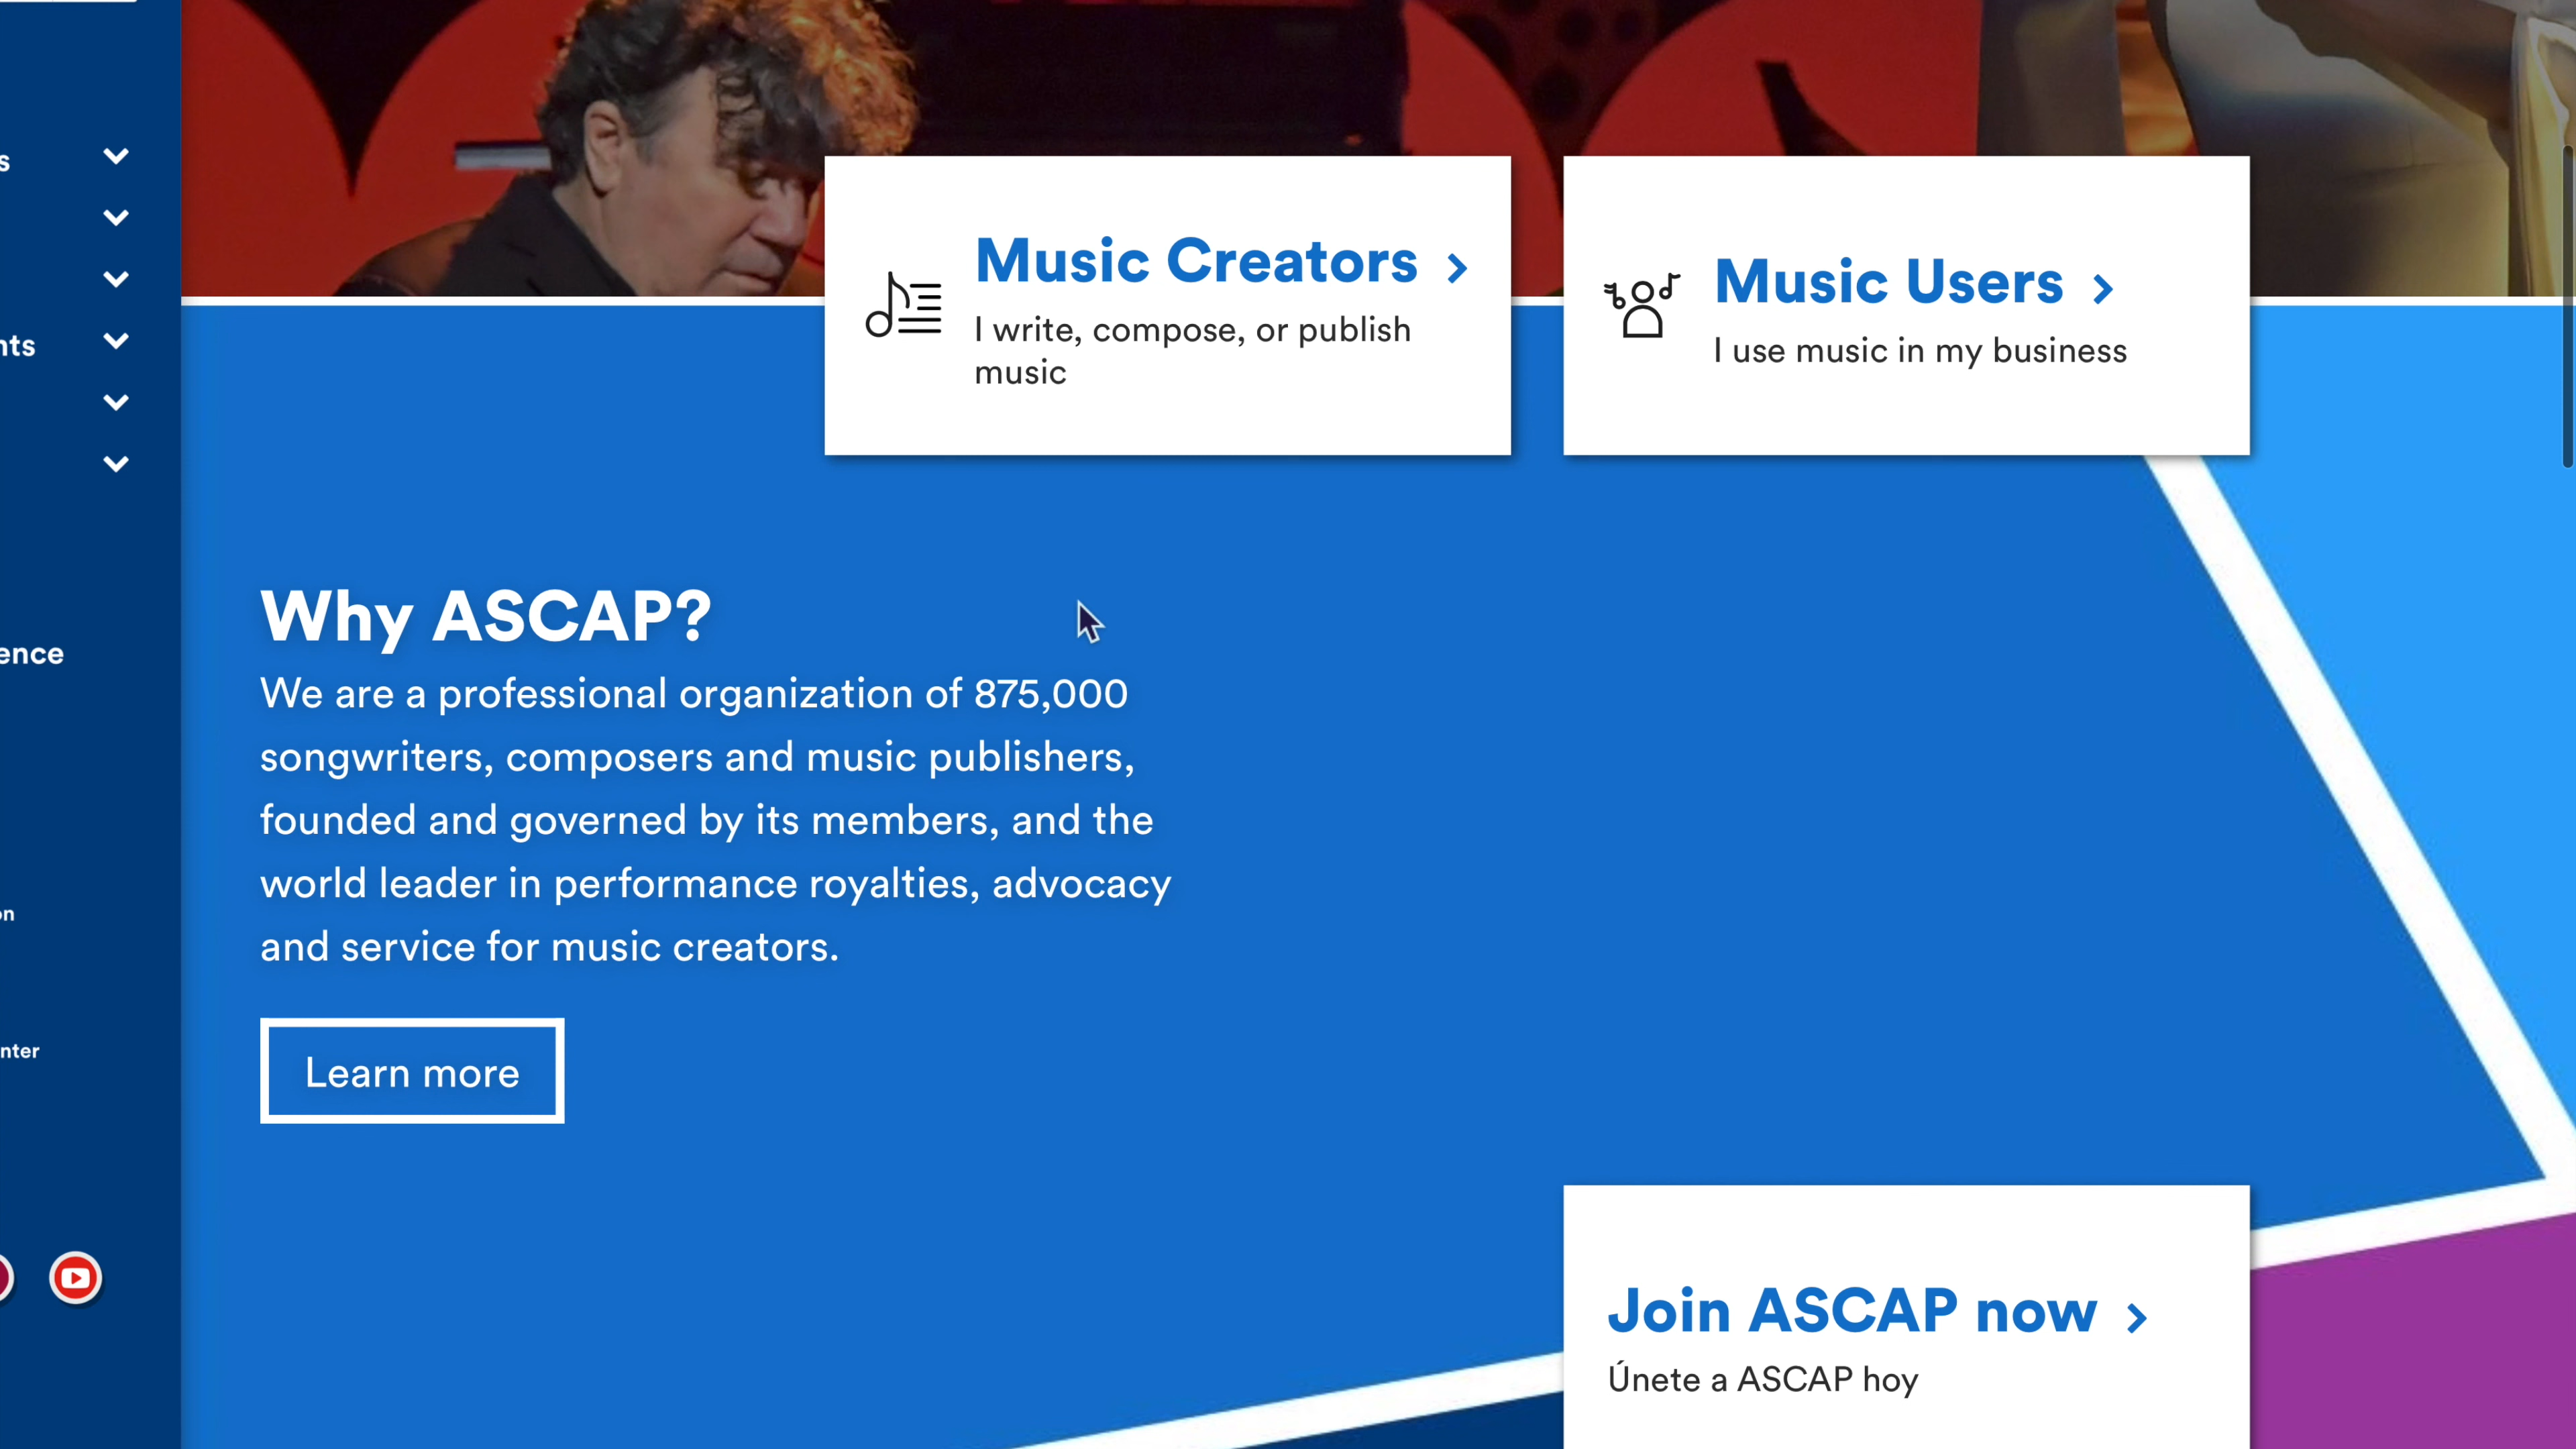 Music Creators
I write, compose, or publish
music
Music Users
I use music in my business
Why ASCAP?
We are a professional organization of 875,000
songwriters, composers and music publishers,
founded and governed by its members, and the
world leader in performance royalties, advocacy
and service for music creators.
Learn more
Join ASCAP now
Únete a ASCAP hoy